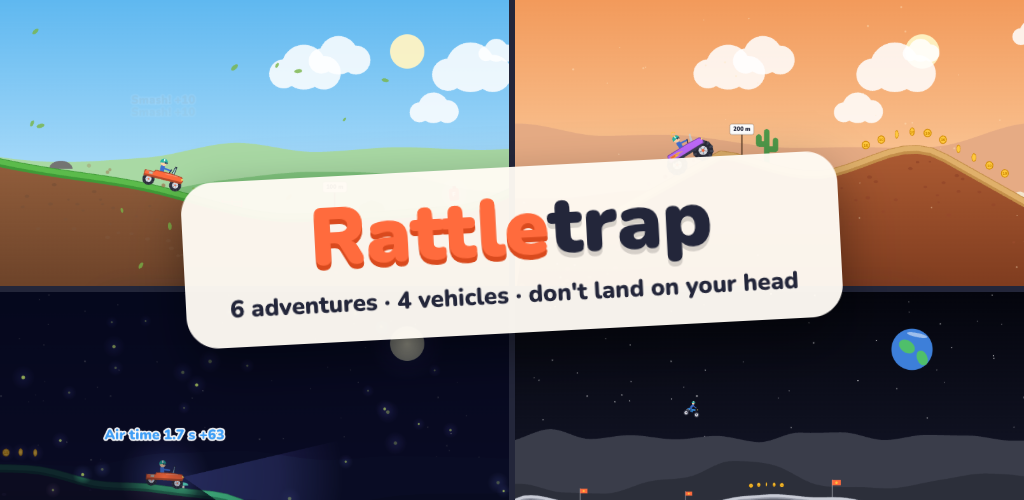 200 m
Rattletrap
6 adventures · 4 vehicles · don't land on your head
Air time 1.7 s +63